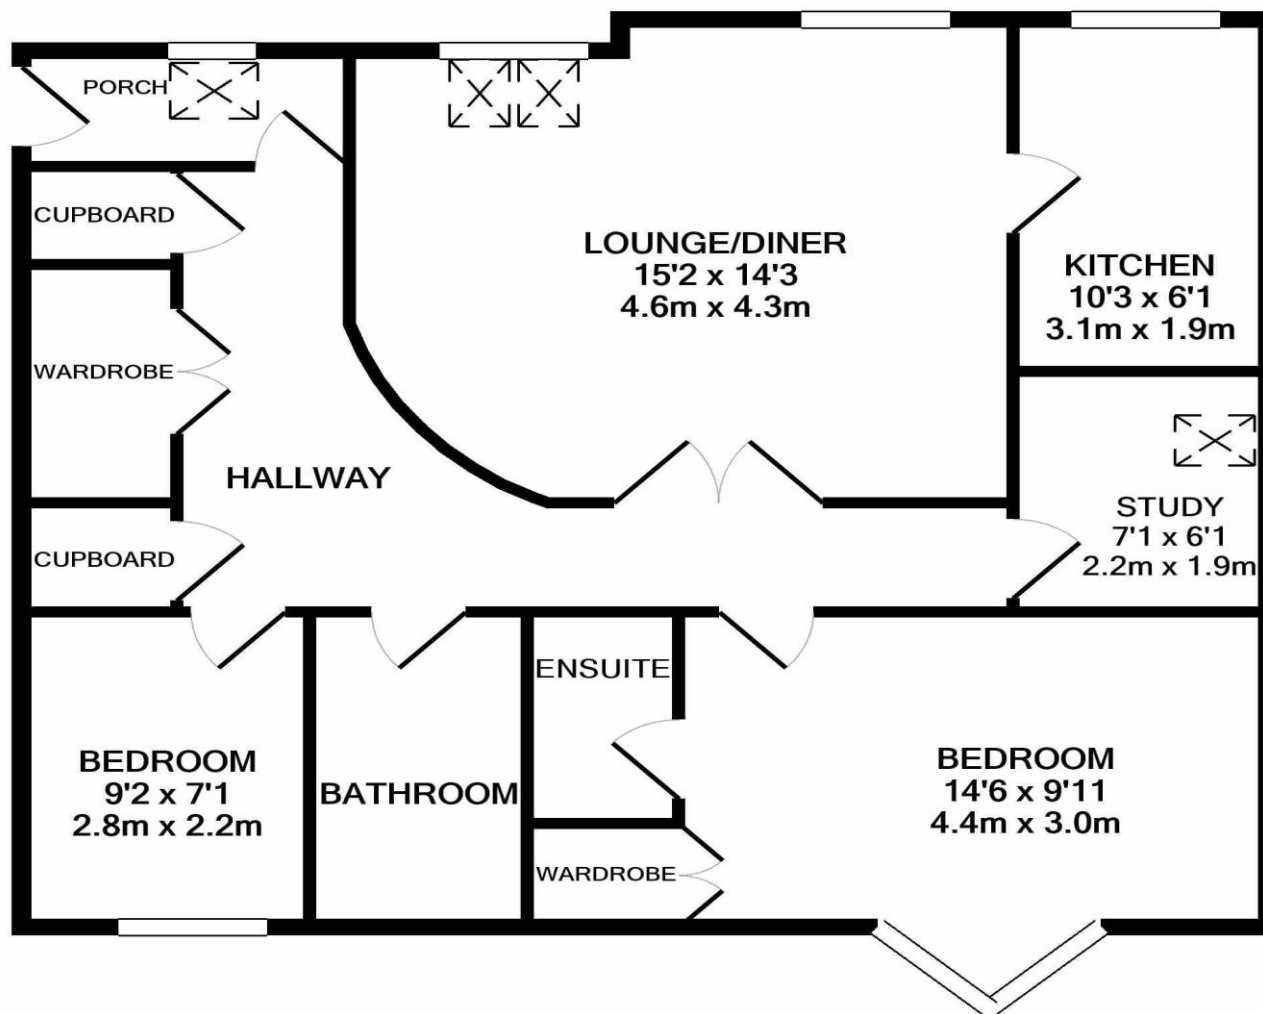 PORCH
CUPBOARD
LOUNGE/DINER
15'2 x 14'3
4.6m x 4.3m
KITCHEN
10'3 x 6'1
3.1m x 1.9m
WARDROBE
HALLWAY
STUDY
7'1 x 6'1
2.2m x 1.9m
CUPBOARD
ENSUITE
BEDROOM
9'2 x 7'1
2.8m x 2.2m
BATHROOM
BEDROOM
14'6 x 9'11
4.4m x 3.0m
WARDROBE